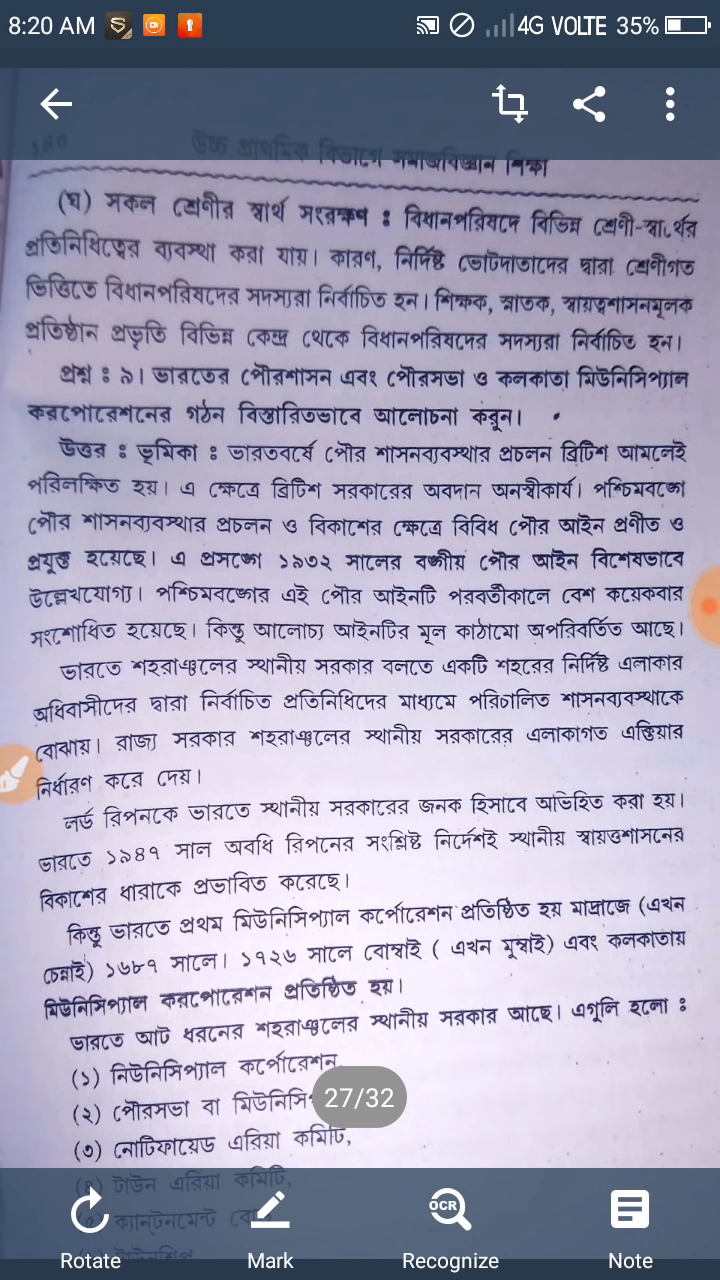 8:20 AM 4G VOLTE 35%
১৪০ উচ্চ প্রাথমিক বিভাগে সমাজবিজ্ঞান শিক্ষা
(ঘ) সকল শ্রেণীর স্বার্থ সংরক্ষণ : বিধানপরিষদে বিভিন্ন শ্রেণী-স্বার্থের
প্রতিনিধিত্বের ব্যবস্থা করা যায়। কারণ, নির্দিষ্ট ভোটদাতাদের দ্বারা শ্রেণীগত
ভিত্তিতে বিধানপরিষদের সদস্যরা নির্বাচিত হন। শিক্ষক, স্নাতক, স্বায়ত্বশাসনমূলক
প্রতিষ্ঠান প্রভৃতি বিভিন্ন কেন্দ্র থেকে বিধানপরিষদের সদস্যরা নির্বাচিত হন।
প্রশ্ন : ৯। ভারতের পৌরশাসন এবং পৌরসভা ও কলকাতা মিউনিসিপ্যাল
করপোরেশনের গঠন বিস্তারিতভাবে আলোচনা করুন।
উত্তর : ভূমিকা : ভারতবর্ষে পৌর শাসনব্যবস্থার প্রচলন ব্রিটিশ আমলেই
পরিলক্ষিত হয়। এ ক্ষেত্রে ব্রিটিশ সরকারের অবদান অনস্বীকার্য। পশ্চিমবঙ্গে
পৌর শাসনব্যবস্থার প্রচলন ও বিকাশের ক্ষেত্রে বিবিধ পৌর আইন প্রণীত ও
প্রযুক্ত হয়েছে। এ প্রসঙ্গে ১৯৩২ সালের বঙ্গীয় পৌর আইন বিশেষভাবে
উল্লেখযোগ্য। পশ্চিমবঙ্গের এই পৌর আইনটি পরবর্তীকালে বেশ কয়েকবার
সংশোধিত হয়েছে। কিন্তু আলোচ্য আইনটির মূল কাঠামো অপরিবর্তিত আছে।
ভারতে শহরাঞ্চলের স্থানীয় সরকার বলতে একটি শহরের নির্দিষ্ট এলাকার
অধিবাসীদের দ্বারা নির্বাচিত প্রতিনিধিদের মাধ্যমে পরিচালিত শাসনব্যবস্থাকে
বোঝায়। রাজ্য সরকার শহরাঞ্চলের স্থানীয় সরকারের এলাকাগত এক্তিয়ার
নির্ধারণ করে দেয়।
লর্ড রিপনকে ভারতে স্থানীয় সরকারের জনক হিসাবে অভিহিত করা হয়।
ভারতে ১৯৪৭ সাল অবধি রিপনের সংশ্লিষ্ট নির্দেশই স্থানীয় স্বায়ত্তশাসনের
বিকাশের ধারাকে প্রভাবিত করেছে।
কিন্তু ভারতে প্রথম মিউনিসিপ্যাল কর্পোরেশন প্রতিষ্ঠিত হয় মাদ্রাজে (এখন
চেন্নাই) ১৬৮৭ সালে। ১৭২৬ সালে বোম্বাই ( এখন মুম্বাই) এবং কলকাতায়
মিউনিসিপ্যাল করপোরেশন প্রতিষ্ঠিত হয়।
ভারতে আট ধরনের শহরাঞ্চলের স্থানীয় সরকার আছে। এগুলি হলো :
(১) নিউনিসিপ্যাল কর্পোরেশন
(২) পৌরসভা বা মিউনিসি
27/32
(৩) নোটিফায়েড এরিয়া কমিটি,
(৪) টাউন এরিয়া কমিটি,
(৫) ক্যান্টনমেন্ট
টাউনশিপ
OCR
Rotate Mark Recognize Note